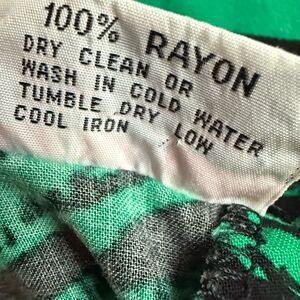 100% RAYON
DRY CLEAN OR
WASH IN COLD WATER
TUMBLE DRY LOW
COOL IRON